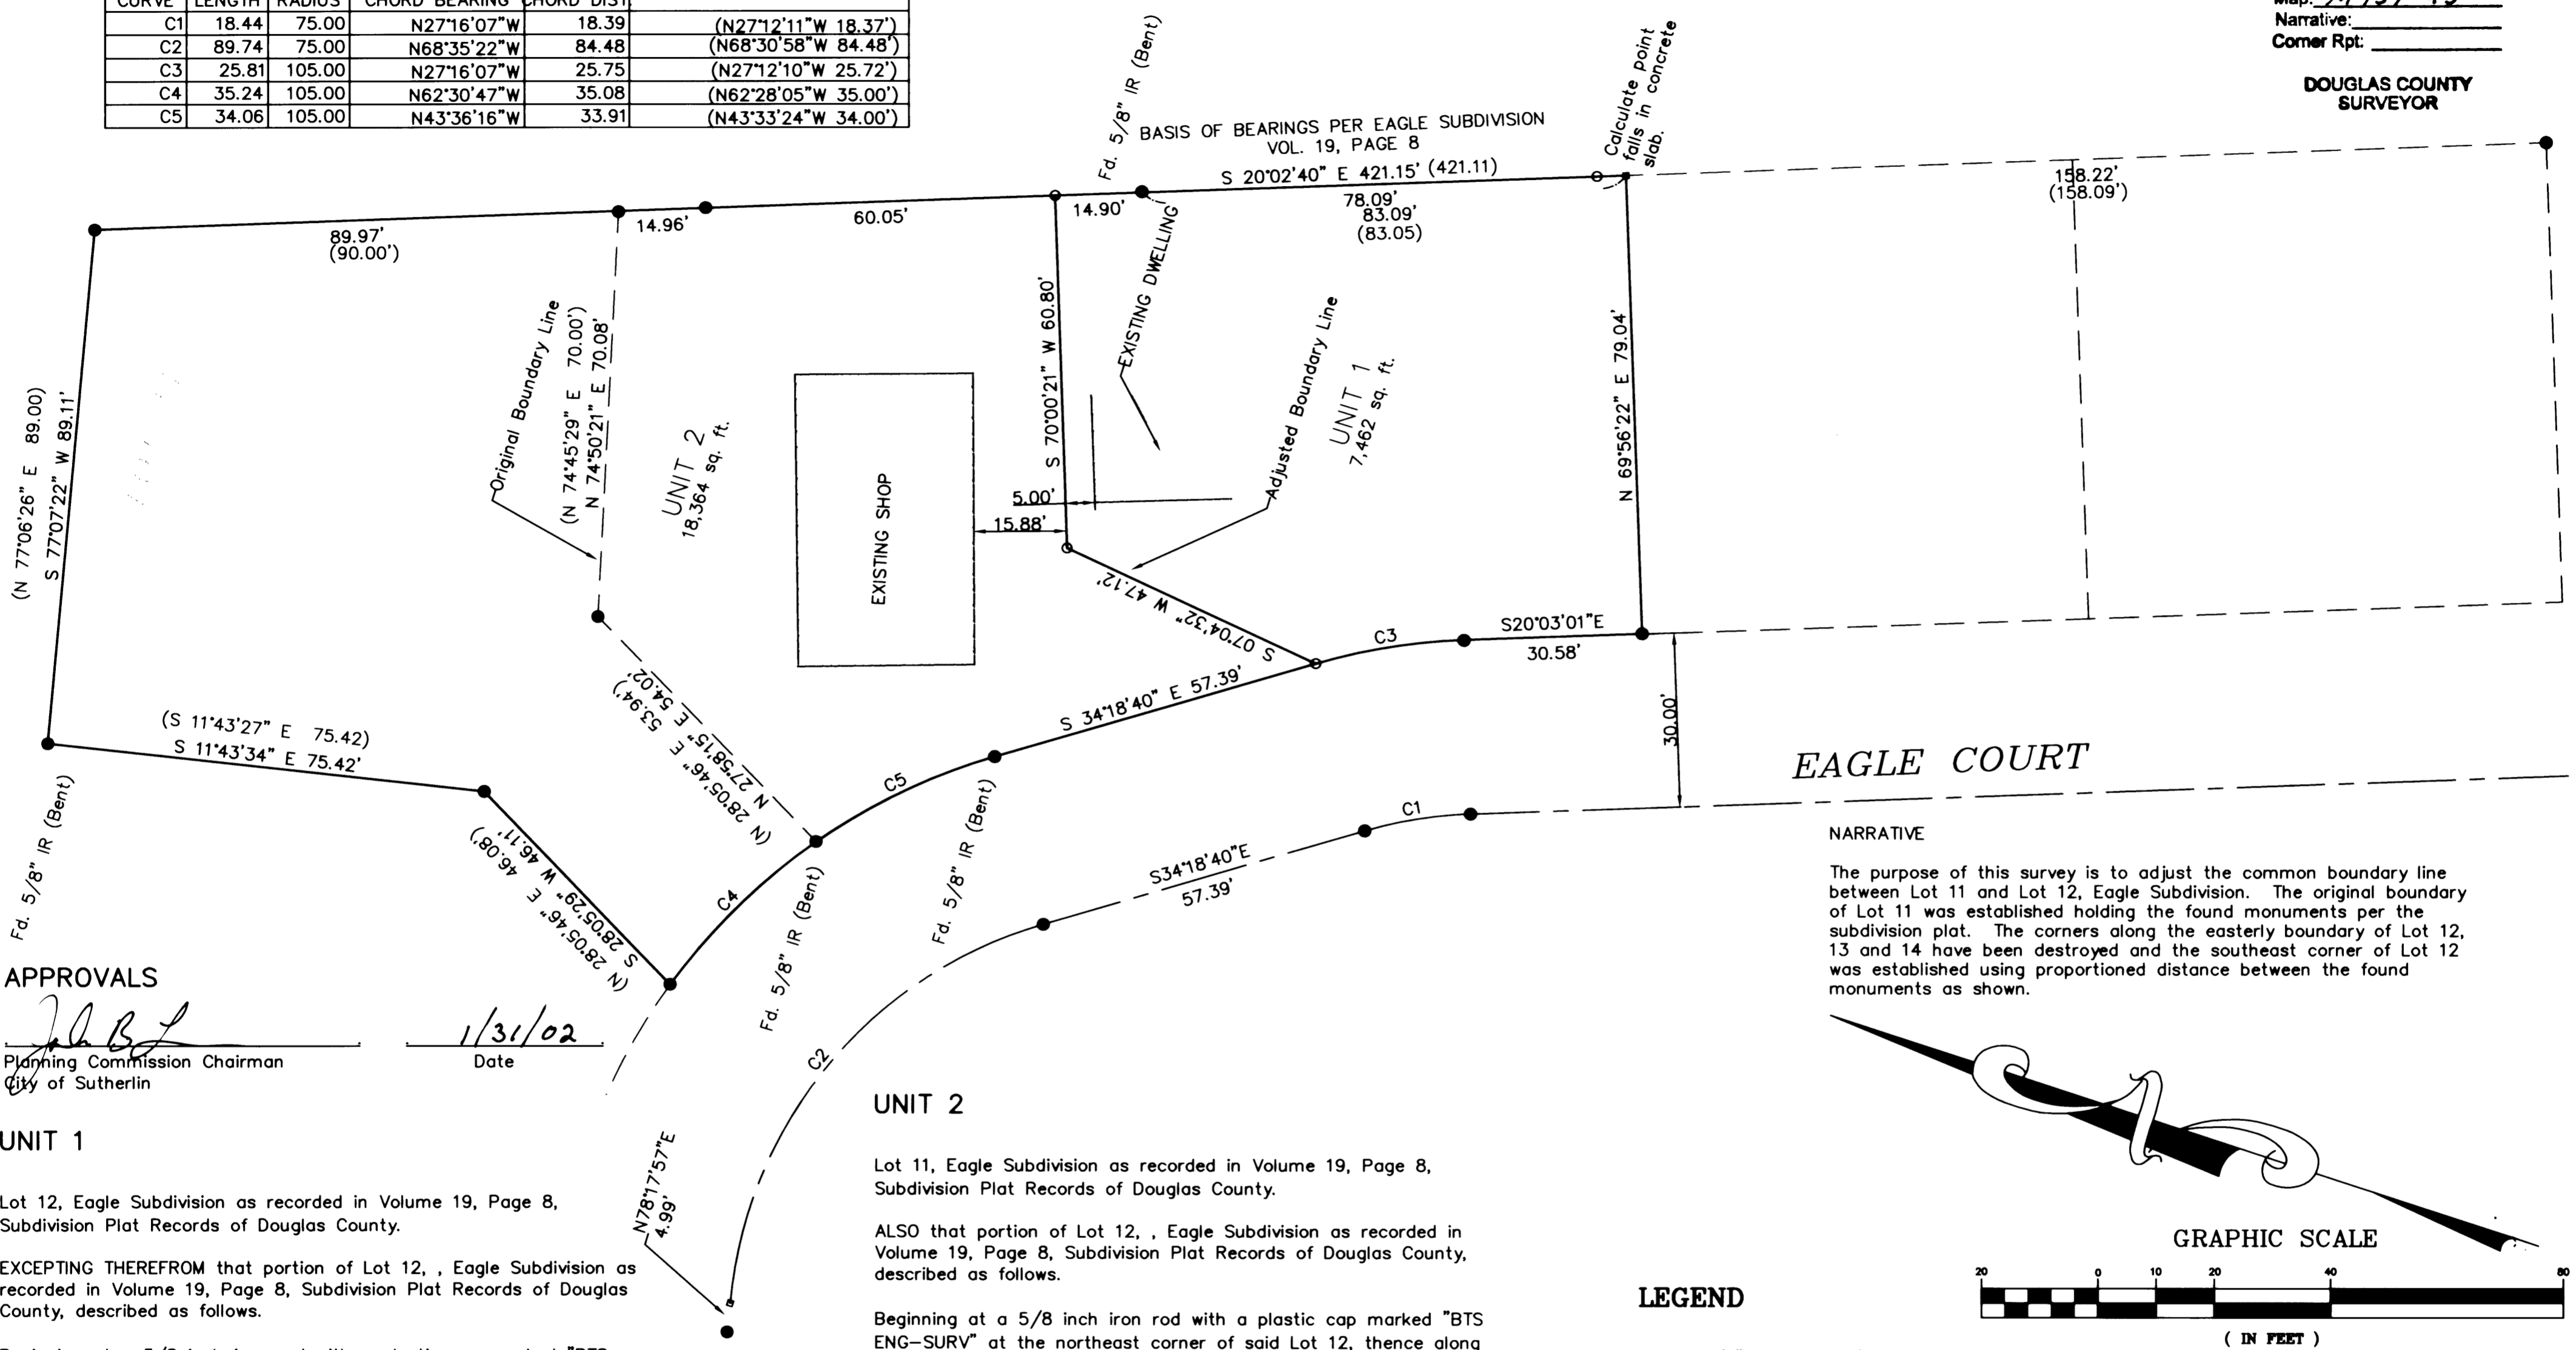 CURVE LENGTH RADIUS CHORD BEARING CHORD DIST.
C1 18.44 75.00 N27°16'07"W 18.39 (N27°12'11"W 18.37')
C2 89.74 75.00 N68°35'22"W 84.48 (N68°30'58"W 84.48')
C3 25.81 105.00 N27°16'07"W 25.75 (N27°12'10"W 25.72')
C4 35.24 105.00 N62°30'47"W 35.08 (N62°28'05"W 35.00')
C5 34.06 105.00 N43°36'16"W 33.91 (N43°33'24"W 34.00')
Map:
Narrative:
Corner Rpt:
DOUGLAS COUNTY
SURVEYOR
Fd. 5/8" IR (Bent)
BASIS OF BEARINGS PER EAGLE SUBDIVISION
VOL. 19, PAGE 8
S 20°02'40" E 421.15' (421.11)
Calculate point
falls in concrete
slab.
89.97'
(90.00')
14.96'
60.05'
14.90'
78.09'
83.09'
(83.05)
158.22'
(158.09')
(N 77°06'26" E 89.00)
S 77°07'22" W 89.11'
Original Boundary Line
(N 74°45'29" E 70.00')
N 74°50'21" E 70.08'
UNIT 2
18,364 sq. ft.
EXISTING SHOP
S 70°00'21" W 60.80'
EXISTING DWELLING
5.00'
15.88'
Adjusted Boundary Line
UNIT 1
7,462 sq. ft.
N 69°56'22" E 79.04'
S 07°04'32" W 47.12'
C3
S20°03'01"E
30.58'
30.00'
(S 11°43'27" E 75.42)
S 11°43'34" E 75.42'
(N 28°05'46" E 53.94')
N 27°58'15" E 54.02'
S 34°18'40" E 57.39'
C5
EAGLE COURT
C1
S34°18'40"E
57.39'
Fd. 5/8" IR (Bent)
(N 28°05'46" E 46.08')
S 28°05'29" W 46.11'
C4
Fd. 5/8" IR (Bent)
Fd. 5/8" IR (Bent)
C2
N78°17'57"E
4.99'
NARRATIVE
The purpose of this survey is to adjust the common boundary line
between Lot 11 and Lot 12, Eagle Subdivision. The original boundary
of Lot 11 was established holding the found monuments per the
subdivision plat. The corners along the easterly boundary of Lot 12,
13 and 14 have been destroyed and the southeast corner of Lot 12
was established using proportioned distance between the found
monuments as shown.
APPROVALS
1/31/02
Planning Commission Chairman Date
City of Sutherlin
UNIT 1
Lot 12, Eagle Subdivision as recorded in Volume 19, Page 8,
Subdivision Plat Records of Douglas County.
EXCEPTING THEREFROM that portion of Lot 12, , Eagle Subdivision as
recorded in Volume 19, Page 8, Subdivision Plat Records of Douglas
County, described as follows.
UNIT 2
Lot 11, Eagle Subdivision as recorded in Volume 19, Page 8,
Subdivision Plat Records of Douglas County.
ALSO that portion of Lot 12, , Eagle Subdivision as recorded in
Volume 19, Page 8, Subdivision Plat Records of Douglas County,
described as follows.
Beginning at a 5/8 inch iron rod with a plastic cap marked "BTS
ENG-SURV" at the northeast corner of said Lot 12, thence along
LEGEND
N
GRAPHIC SCALE
20 0 10 20 40 80
( IN FEET )